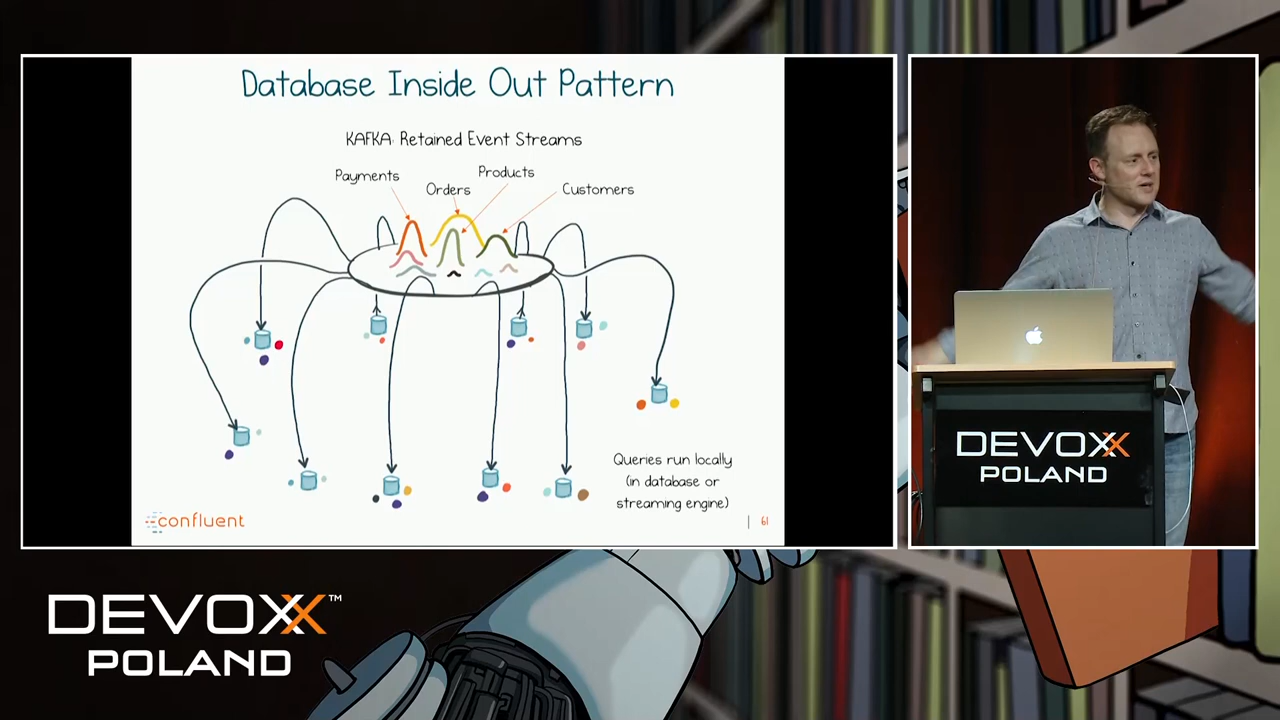 Database Inside Out Pattern
KAFKA: Retained Event Streams
Payments
Orders
Products
Customers
Queries run locally
(in database or
streaming engine)
confluent
61
DEVOXX
POLAND
DEVOXX™
POLAND